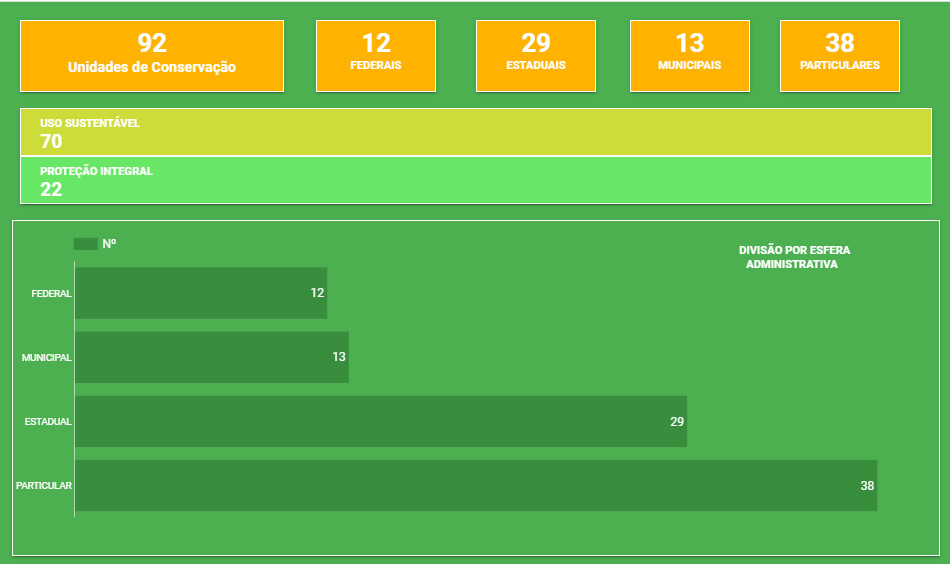 92
Unidades de Conservação
12
FEDERAIS
29
ESTADUAIS
13
MUNICIPAIS
38
PARTICULARES
USO SUSTENTÁVEL
70
PROTEÇÃO INTEGRAL
22
Nº
DIVISÃO POR ESFERA
ADMINISTRATIVA
FEDERAL 12
MUNICIPAL 13
ESTADUAL 29
PARTICULAR 38